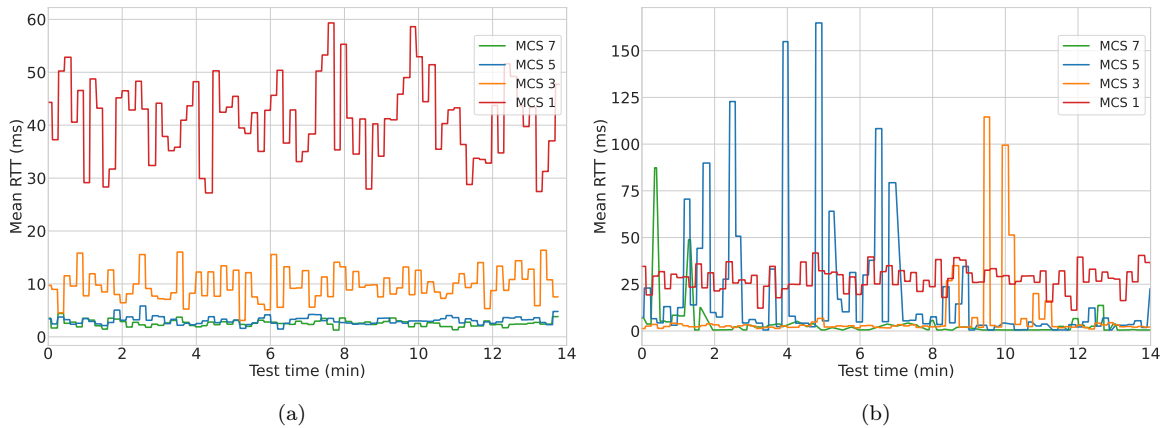 60
50
40
30
20
10
0
0 2 4 6 8 10 12 14
Mean RTT (ms)
Test time (min)
MCS 7
MCS 5
MCS 3
MCS 1
(a)
150
125
100
75
50
25
0
0 2 4 6 8 10 12 14
Mean RTT (ms)
Test time (min)
MCS 7
MCS 5
MCS 3
MCS 1
(b)